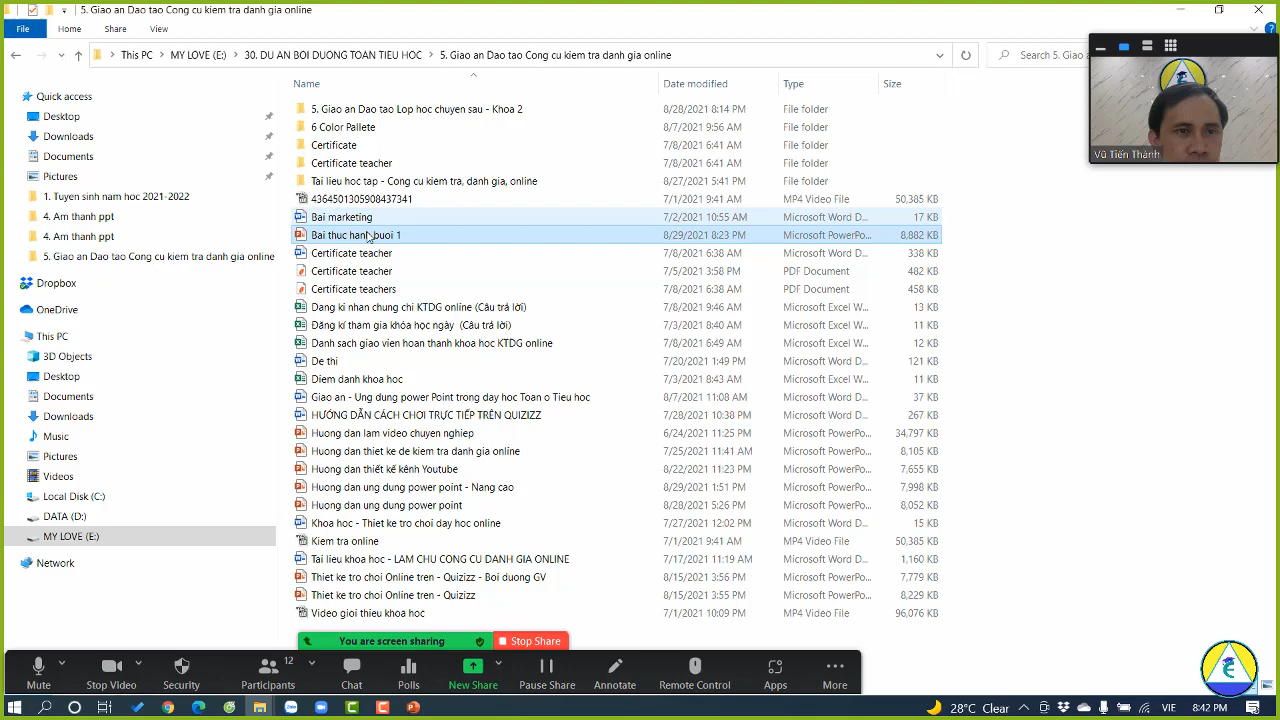 5. Giao an Dao tao Cong cu kiem tra danh gia online
File Home Share View
This PC > MY LOVE (E:) > 30. DU AN BOI DUONG TOAN TIEU HOC > 5. Giao an Dao tao Cong cu kiem tra danh gia online
Search 5. Giao a
Name Date modified Type Size
Quick access
Desktop
Downloads
Documents
Pictures
1. Tuyen sinh nam hoc 2021-2022
4. Am thanh ppt
4. Am thanh ppt
5. Giao an Dao tao Cong cu kiem tra danh gia online
Dropbox
OneDrive
This PC
3D Objects
Desktop
Documents
Downloads
Music
Pictures
Videos
Local Disk (C:)
DATA (D:)
MY LOVE (E:)
Network
5. Giao an Dao tao Lop hoc chuyen sau - Khoa 2 8/28/2021 8:14 PM File folder
6 Color Pallete 8/7/2021 9:56 AM File folder
Certificate 7/8/2021 6:41 AM File folder
Certificate teacher 7/8/2021 6:41 AM File folder
Tai lieu hoc tap - Cong cu kiem tra, danh gia, online 8/27/2021 5:41 PM File folder
4364501305908437341 7/1/2021 9:41 AM MP4 Video File 50,385 KB
Bai marketing 7/2/2021 10:55 AM Microsoft Word D... 17 KB
Bai thuc hanh buoi 1 8/29/2021 8:23 PM Microsoft PowerPo... 8,882 KB
Certificate teacher 7/8/2021 6:38 AM Microsoft Word D... 338 KB
Certificate teacher 7/5/2021 3:58 PM PDF Document 482 KB
Certificate teachers 7/8/2021 6:38 AM PDF Document 458 KB
Dang ki nhan chung chi KTDG online (Câu trả lời) 7/8/2021 9:46 AM Microsoft Excel W... 13 KB
Đăng kí tham gia khóa học ngày (Câu trả lời) 7/3/2021 8:40 AM Microsoft Excel W... 11 KB
Danh sach giao vien hoan thanh khoa hoc KTDG online 7/8/2021 6:49 AM Microsoft Excel W... 12 KB
De thi 7/20/2021 1:49 PM Microsoft Word D... 121 KB
Diem danh khoa hoc 7/3/2021 8:43 AM Microsoft Excel W... 11 KB
Giao an - Ung dung power Point trong day hoc Toan o Tieu hoc 8/7/2021 11:08 AM Microsoft Word D... 37 KB
HƯỚNG DẪN CÁCH CHƠI TRỰC TIẾP TRÊN QUIZIZZ 7/28/2021 10:38 PM Microsoft Word D... 267 KB
Huong dan lam video chuyen nghiep 6/24/2021 11:25 PM Microsoft PowerPo... 34,797 KB
Huong dan thiet ke de kiem tra danh gia online 7/25/2021 11:41 AM Microsoft PowerPo... 8,105 KB
Huong dan thiết kế kênh Youtube 8/22/2021 11:23 PM Microsoft PowerPo... 7,655 KB
Huong dan ung dung power point - Nang cao 8/29/2021 1:51 PM Microsoft PowerPo... 7,998 KB
Huong dan ung dung power point 8/28/2021 5:26 PM Microsoft PowerPo... 8,052 KB
Khoa hoc - Thiet ke tro choi day hoc online 7/27/2021 12:02 PM Microsoft Word D... 15 KB
Kiem tra online 7/1/2021 9:41 AM MP4 Video File 50,385 KB
Tai lieu khoa hoc - LAM CHU CONG CU DANH GIA ONLINE 7/17/2021 11:19 AM Microsoft Word D... 1,160 KB
Thiet ke tro choi Online tren - Quizizz - Boi duong GV 8/15/2021 3:56 PM Microsoft PowerPo... 7,779 KB
Thiet ke tro choi Online tren - Quizizz 8/15/2021 3:55 PM Microsoft PowerPo... 8,229 KB
Video gioi thieu khoa hoc 7/1/2021 10:09 PM MP4 Video File 96,076 KB
Vũ Tiến Thành
You are screen sharing Stop Share
12
Mute Stop Video Security Participants Chat Polls New Share Pause Share Annotate Remote Control Apps More
28°C Clear VIE 8:42 PM